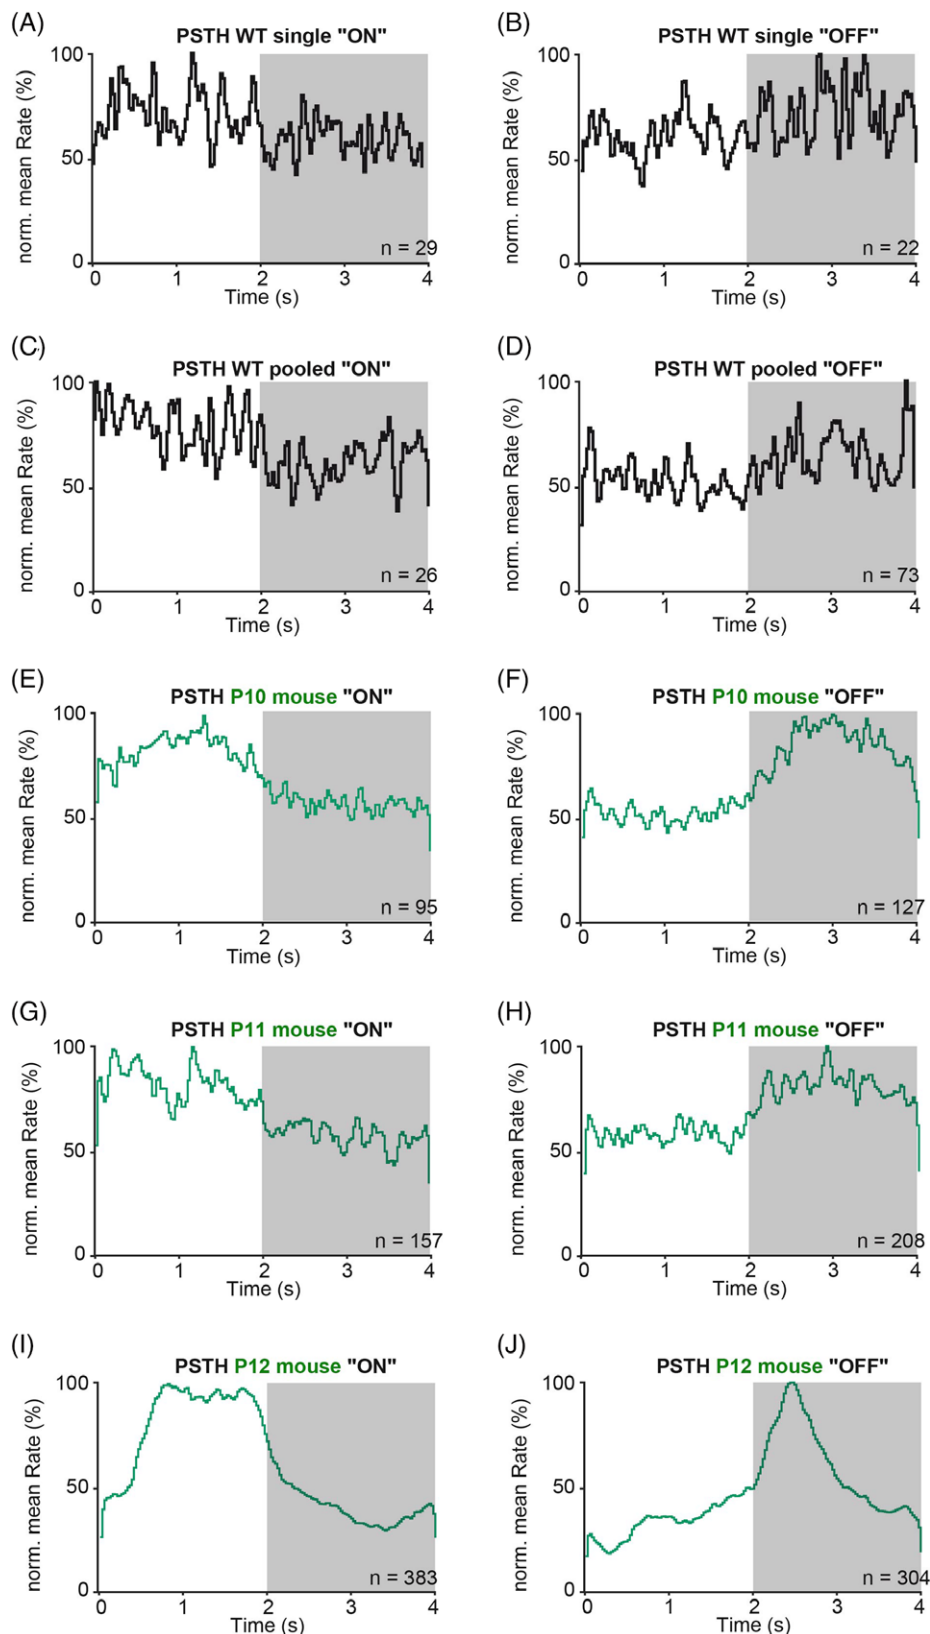 (A)
PSTH WT single "ON"
norm. mean Rate (%)
100
50
0
n = 29
0 1 2 3 4
Time (s)
(B)
PSTH WT single "OFF"
norm. mean Rate (%)
100
50
0
n = 22
0 1 2 3 4
Time (s)
(C)
PSTH WT pooled "ON"
norm. mean Rate (%)
100
50
0
n = 26
0 1 2 3 4
Time (s)
(D)
PSTH WT pooled "OFF"
norm. mean Rate (%)
100
50
0
n = 73
0 1 2 3 4
Time (s)
(E)
PSTH P10 mouse "ON"
norm. mean Rate (%)
100
50
0
n = 95
0 1 2 3 4
Time (s)
(F)
PSTH P10 mouse "OFF"
norm. mean Rate (%)
100
50
0
n = 127
0 1 2 3 4
Time (s)
(G)
PSTH P11 mouse "ON"
norm. mean Rate (%)
100
50
0
n = 157
0 1 2 3 4
Time (s)
(H)
PSTH P11 mouse "OFF"
norm. mean Rate (%)
100
50
0
n = 208
0 1 2 3 4
Time (s)
(I)
PSTH P12 mouse "ON"
norm. mean Rate (%)
100
50
0
n = 383
0 1 2 3 4
Time (s)
(J)
PSTH P12 mouse "OFF"
norm. mean Rate (%)
100
50
0
n = 304
0 1 2 3 4
Time (s)